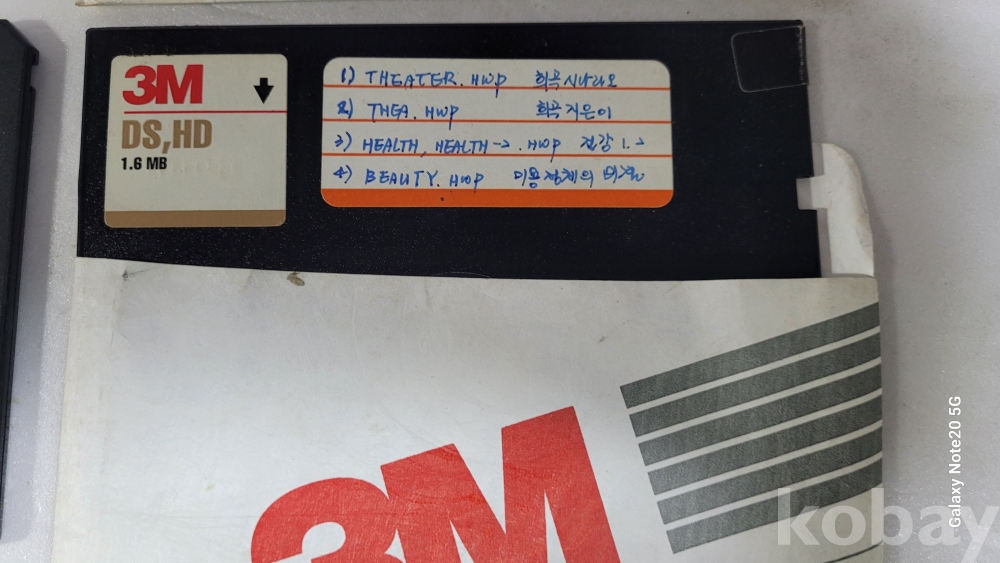 3M
DS,HD
1.6 MB
1) THEATER.HWP 희곡시나리오
2) THEA.HWP 희곡지은이
3) HEALTH, HEALTH-2.HWP 건강 1.2
4) BEAUTY.HWP 미용
3M
Galaxy Note20 5G
kobay